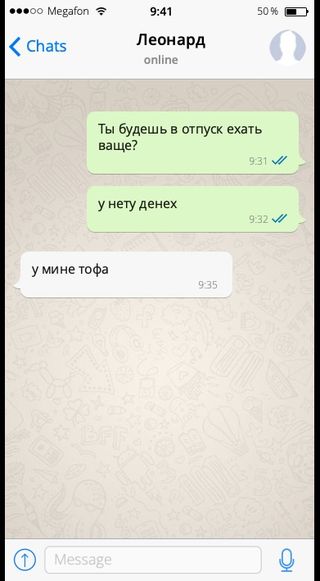 Megafon 9:41 50 %
Chats Леонард
online
Ты будешь в отпуск ехать
ваще?
9:31
у нету денех
9:32
у мине тофа
9:35
Message